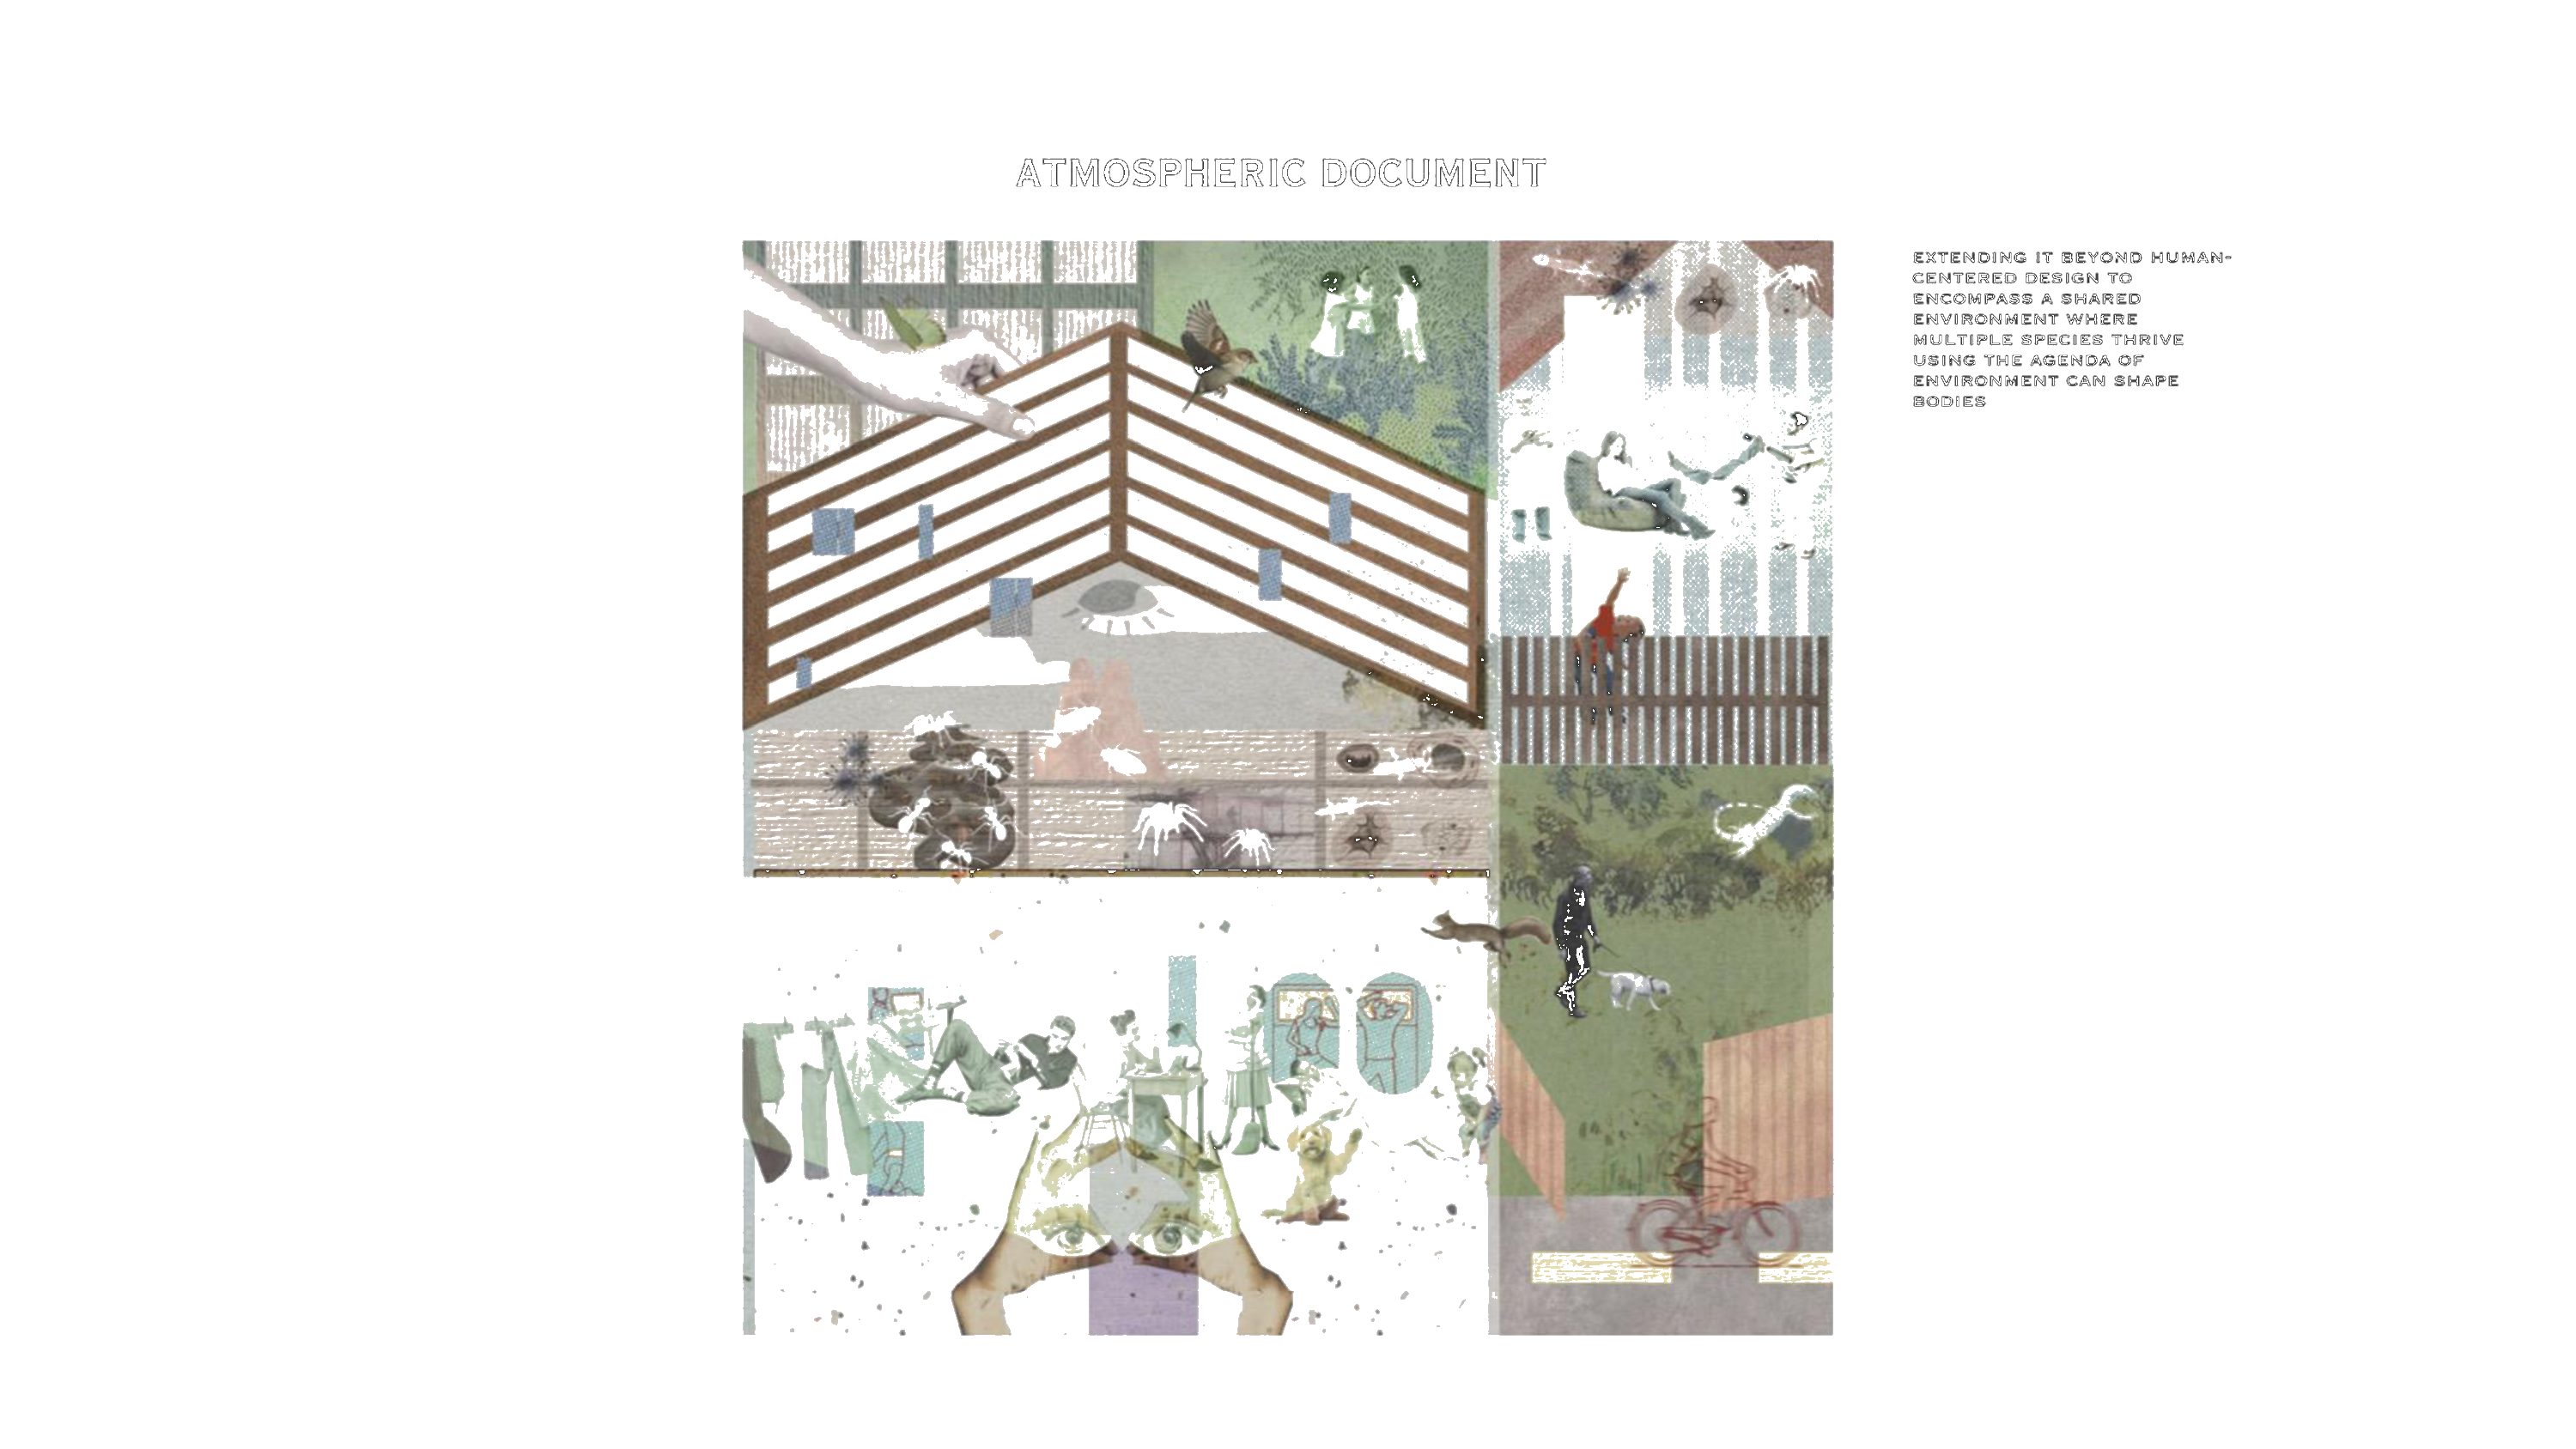 ATMOSPHERIC DOCUMENT
EXTENDING IT BEYOND HUMAN-
CENTERED DESIGN TO
ENCOMPASS A SHARED
ENVIRONMENT WHERE
MULTIPLE SPECIES THRIVE
USING THE AGENDA OF
ENVIRONMENT CAN SHAPE
BODIES